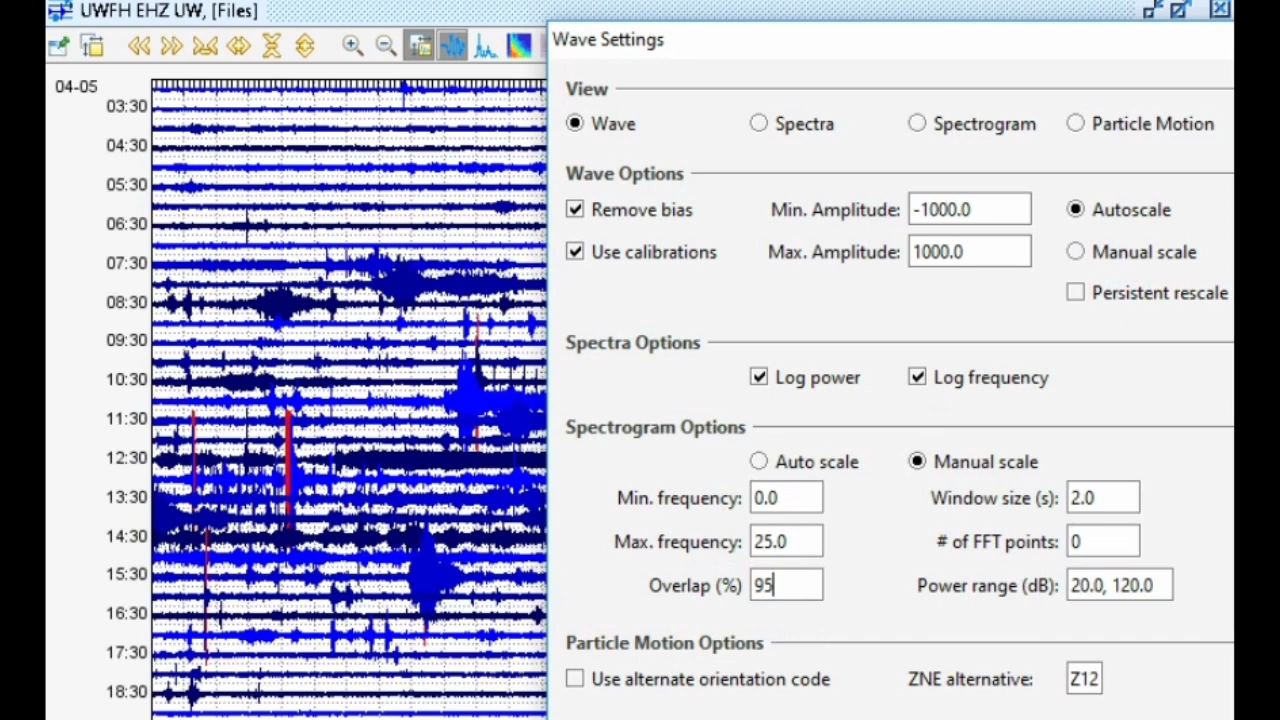 UWFH EHZ UW, [Files]
Wave Settings
04-05
03:30
04:30
05:30
06:30
07:30
08:30
09:30
10:30
11:30
12:30
13:30
14:30
15:30
16:30
17:30
18:30
View
Wave Spectra Spectrogram Particle Motion
Wave Options
Remove bias Min. Amplitude: -1000.0 Autoscale
Use calibrations Max. Amplitude: 1000.0 Manual scale
Persistent rescale
Spectra Options
Log power Log frequency
Spectrogram Options
Auto scale Manual scale
Min. frequency: 0.0 Window size (s): 2.0
Max. frequency: 25.0 # of FFT points: 0
Overlap (%) 95 Power range (dB): 20.0, 120.0
Particle Motion Options
Use alternate orientation code ZNE alternative: Z12